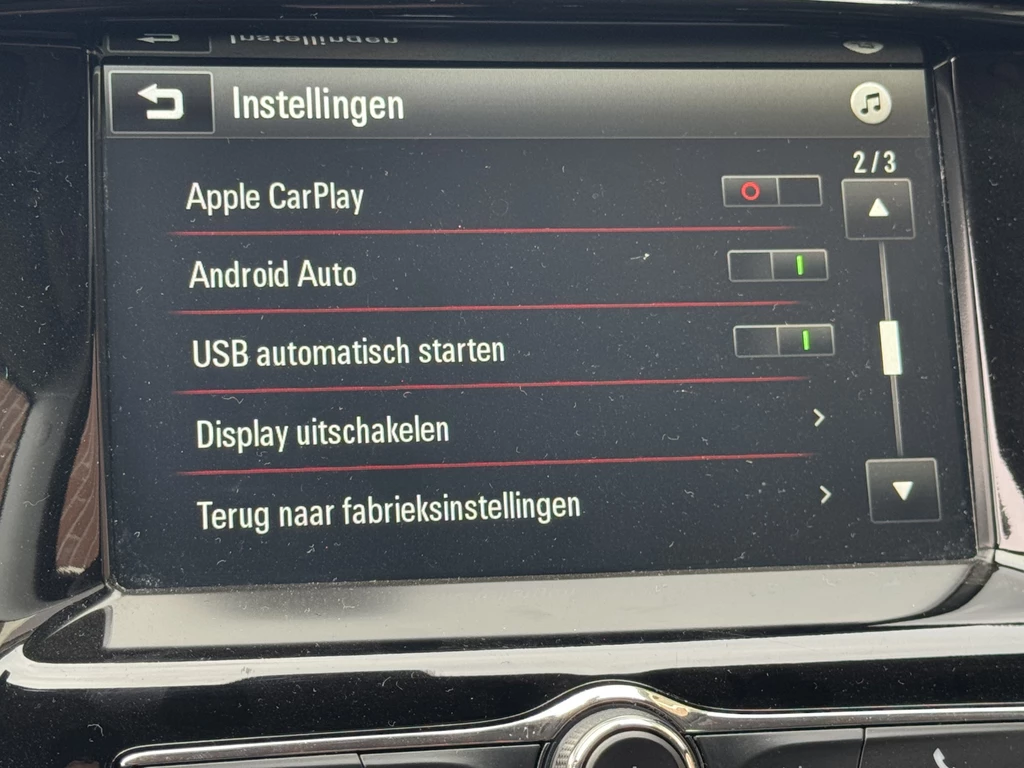 Instellingen
2/3
Apple CarPlay
Android Auto
USB automatisch starten
Display uitschakelen
Terug naar fabrieksinstellingen